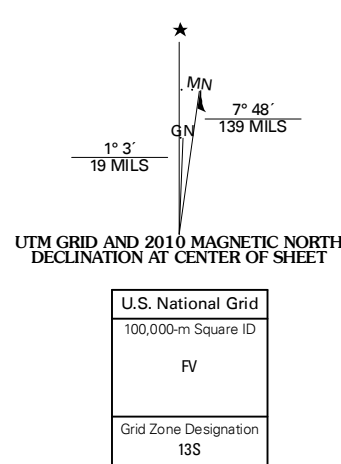 ★
MN
7° 48´
139 MILS
GN
1° 3´
19 MILS
UTM GRID AND 2010 MAGNETIC NORTH
DECLINATION AT CENTER OF SHEET
U.S. National Grid
100,000-m Square ID
FV
Grid Zone Designation
13S